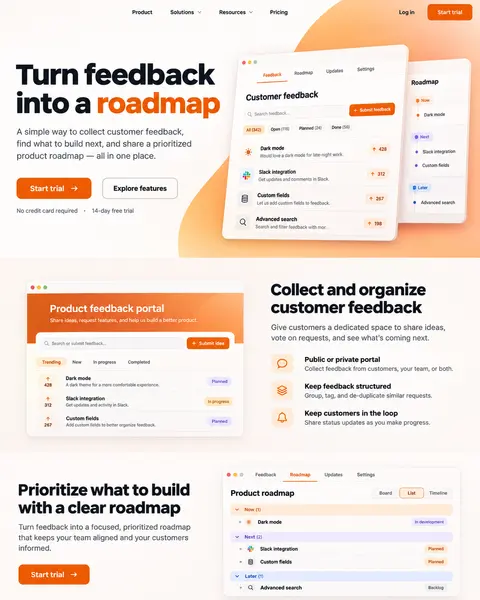 Product
Solutions
Resources
Pricing
Log in
Start trial
Turn feedback
into a roadmap
A simple way to collect customer feedback,
find what to build next, and share a prioritized
product roadmap — all in one place.
Start trial →
Explore features
No credit card required · 14-day free trial
Feedback
Roadmap
Updates
Settings
Customer feedback
Search feedback...
+ Submit feedback
Open (118)
Planned (24)
Done (58)
Dark mode
Would love a dark mode for late-night work.
↑ 428
Slack integration
Get updates and comments in Slack.
↑ 312
Custom fields
Let us add custom fields to feedback.
↑ 267
Advanced search
Search and filter feedback with
↑ 198
Roadmap
Now
Dark mode
Next
Slack integration
Custom fields
Later
Advanced search
Product feedback portal
Share ideas, request features, and help us build a better product.
Search or submit feedback...
+ Submit idea
Trending
New
In progress
Completed
↑
428
Dark mode
A dark theme for a more comfortable experience.
Planned
↑
312
Slack integration
Get updates and activity in Slack.
In progress
↑
267
Custom fields
Add custom fields to better organize feedback.
Planned
Collect and organize
customer feedback
Give customers a dedicated space to share ideas,
vote on requests, and see what's coming next.
Public or private portal
Collect feedback from customers, your team, or both.
Keep feedback structured
Group, tag, and de-duplicate similar requests.
Keep customers in the loop
Share status updates as you make progress.
Prioritize what to build
with a clear roadmap
Turn feedback into a focused, prioritized roadmap
that keeps your team aligned and your customers
informed.
Start trial →
Feedback
Roadmap
Updates
Settings
Product roadmap
Board
List
Timeline
Now (1)
Dark mode
In development
Next (2)
Slack integration
Planned
Custom fields
Planned
Later (1)
Advanced search
Backlog